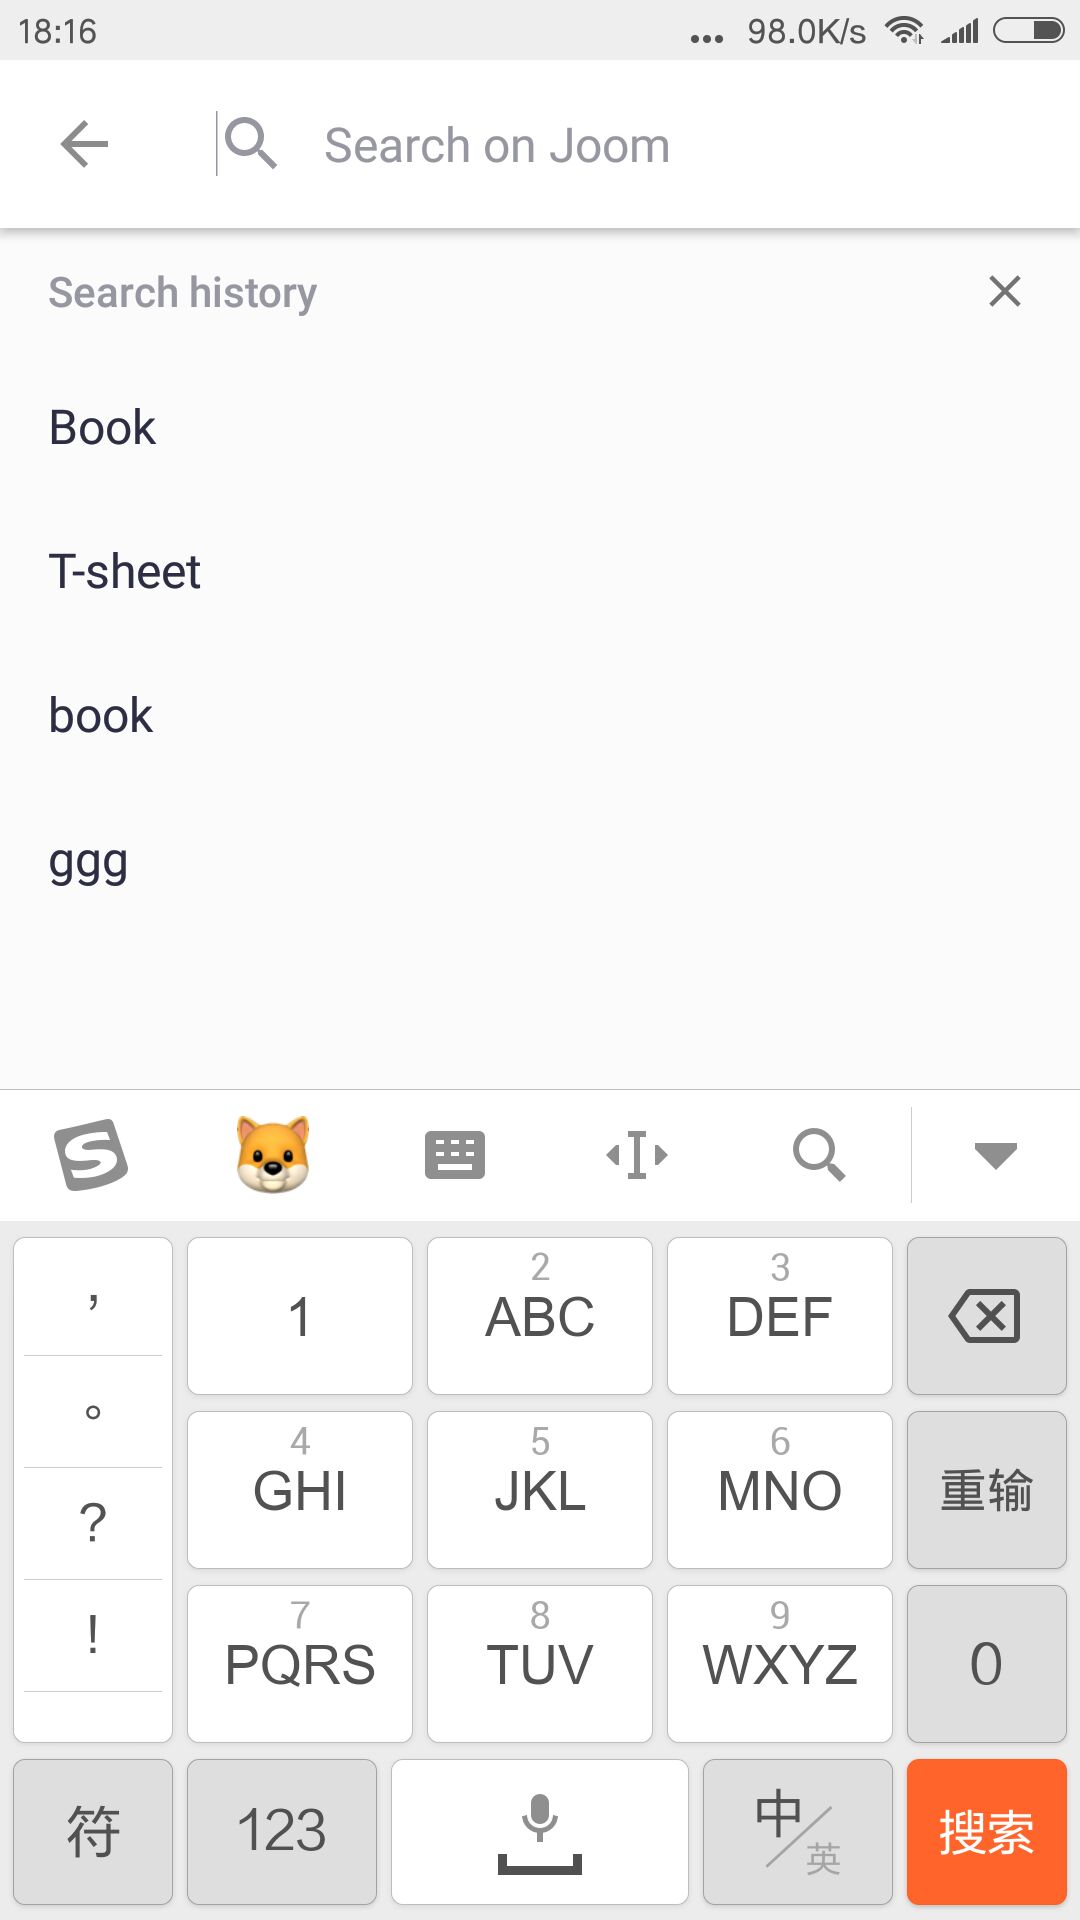 18:16 ... 98.0K/s
Search on Joom
Search history
Book
T-sheet
book
ggg
,
1
2
ABC
3
DEF
。
?
!
4
GHI
5
JKL
6
MNO
重输
7
PQRS
8
TUV
9
WXYZ
0
符
123
中/英
搜索